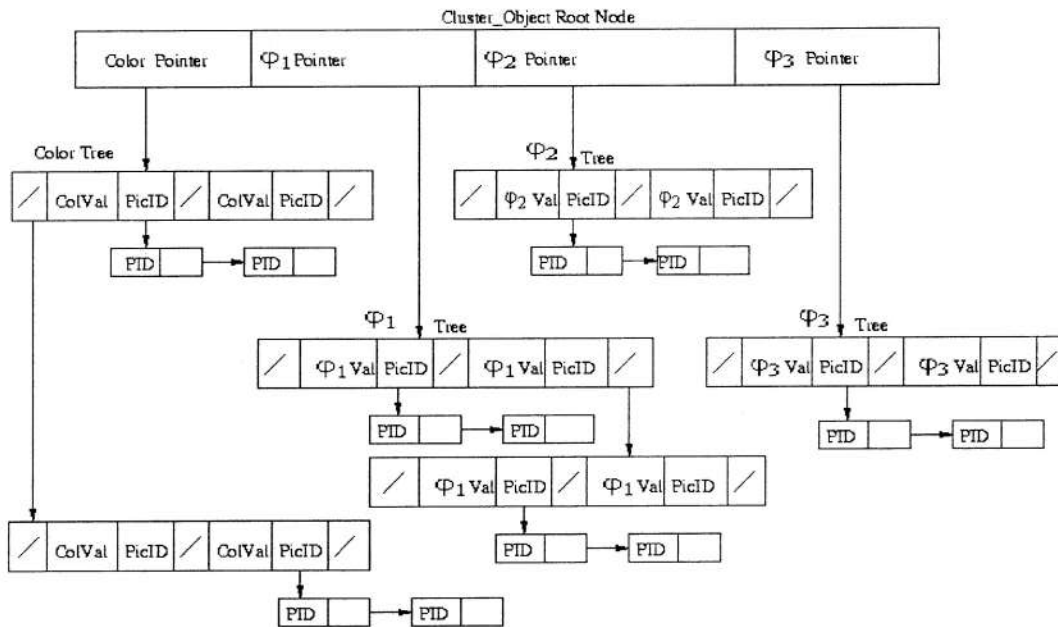 Cluster_Object Root Node
Color Pointer φ1 Pointer φ2 Pointer φ3 Pointer
Color Tree
φ2 Tree
ColVal PicID ColVal PicID
φ2 Val PicID φ2 Val PicID
PID PID
PID PID
φ1 Tree
φ3 Tree
φ1 Val PicID φ1 Val PicID
φ3 Val PicID φ3 Val PicID
PID PID
PID PID
φ1 Val PicID φ1 Val PicID
ColVal PicID ColVal PicID
PID PID
PID PID